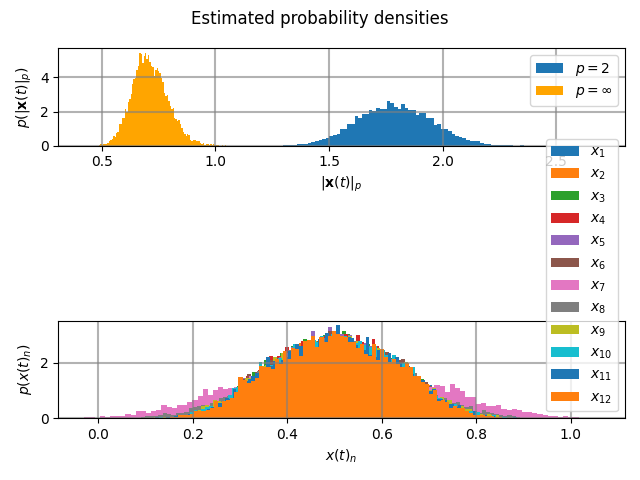 Estimated probability densities
p(|x(t)|p)
4
2
0
p = 2
p = ∞
0.5 1.0 1.5 2.0 2.5
|x(t)|p
x1
x2
x3
x4
x5
x6
x7
x8
x9
x10
x11
x12
p(x(t)n)
2
0
0.0 0.2 0.4 0.6 0.8 1.0
x(t)n